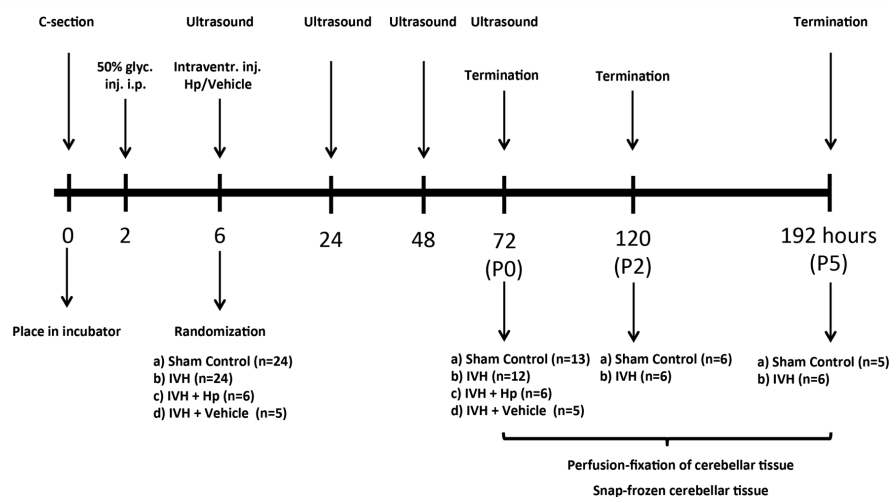 C-section
Ultrasound
Ultrasound
Ultrasound
Ultrasound
Termination
50% glyc.
inj. i.p.
Intraventr. inj.
Hp/Vehicle
Termination
Termination
0
2
6
24
48
72
(P0)
120
(P2)
192 hours
(P5)
Place in incubator
Randomization
a) Sham Control (n=24)
b) IVH (n=24)
c) IVH + Hp (n=6)
d) IVH + Vehicle (n=5)
a) Sham Control (n=13)
b) IVH (n=12)
c) IVH + Hp (n=6)
d) IVH + Vehicle (n=5)
a) Sham Control (n=6)
b) IVH (n=6)
a) Sham Control (n=5)
b) IVH (n=6)
Perfusion-fixation of cerebellar tissue
Snap-frozen cerebellar tissue